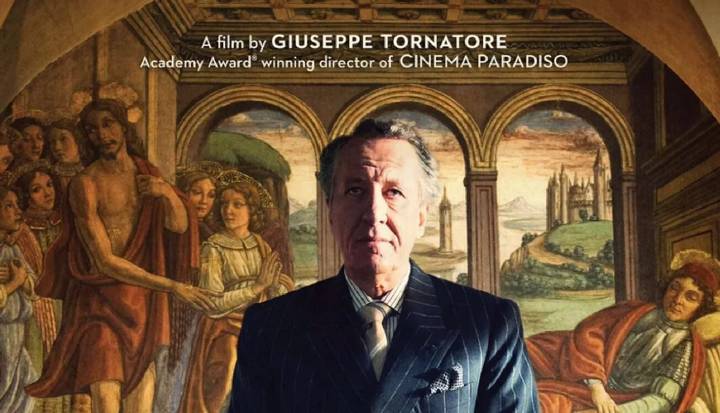 A film by GIUSEPPE TORNATORE
Academy Award® winning director of CINEMA PARADISO